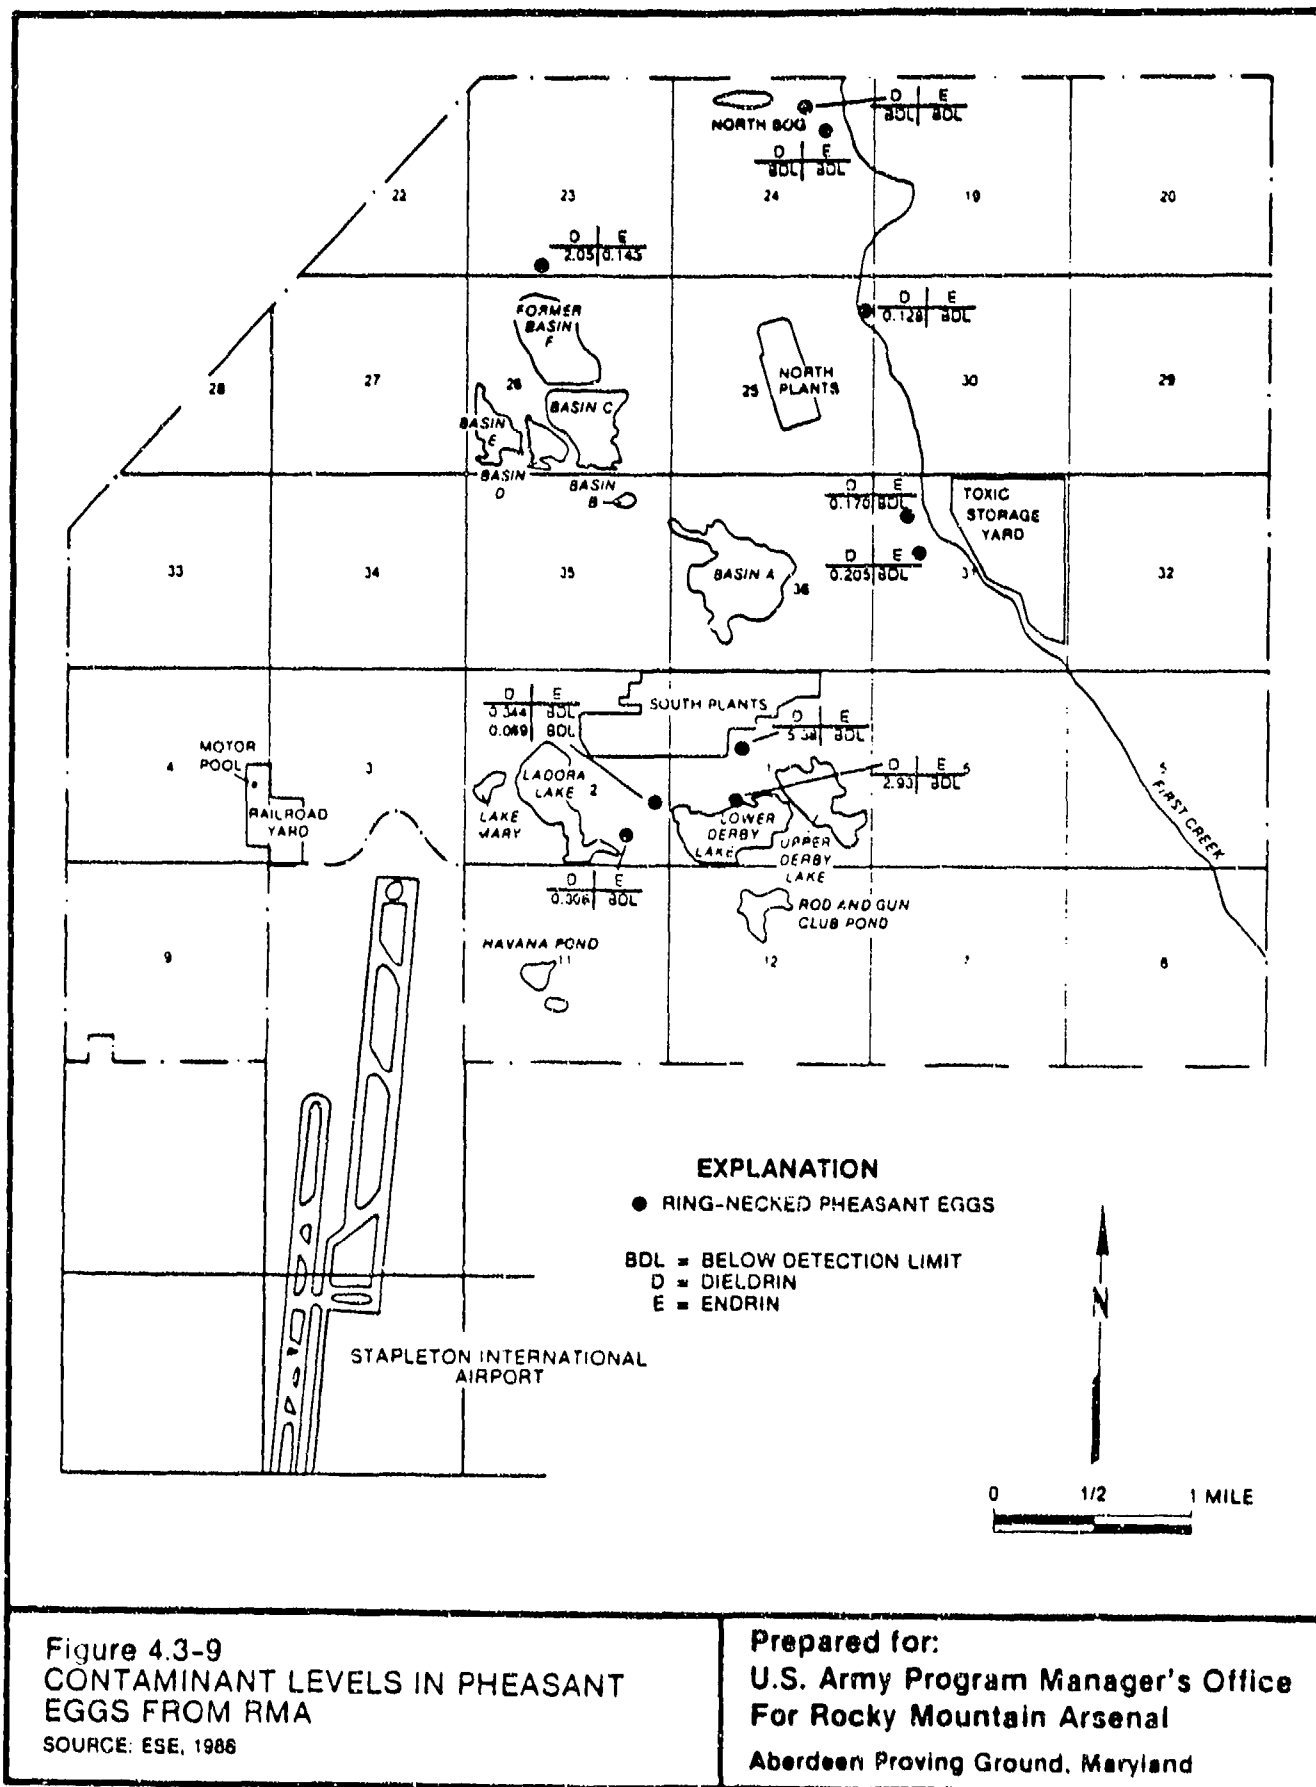 D E
BDL BDL
NORTH BOG
D E
BDL BDL
22
23
24
19
20
D E
2.05 0.143
FORMER
BASIN
F
D E
0.128 BDL
28
27
26
25
NORTH
PLANTS
30
29
BASIN C
BASIN
E
BASIN
D
BASIN
B
D E
0.170 BDL
TOXIC
STORAGE
YARD
D E
0.205 BDL
33
34
35
BASIN A
36
31
32
D E
0.344 BDL
0.069 BDL
SOUTH PLANTS
D E
BDL
MOTOR
POOL
4
3
RAILROAD
YARD
LADORA
LAKE
2
LAKE
MARY
1
D E
2.93 BDL
6
5
LOWER
DERBY
LAKE
UPPER
DERBY
LAKE
FIRST CREEK
D E
0.306 BDL
ROD AND GUN
CLUB POND
HAVANA POND
9
11
12
7
8
EXPLANATION
RING-NECKED PHEASANT EGGS
BDL = BELOW DETECTION LIMIT
D = DIELDRIN
E = ENDRIN
N
STAPLETON INTERNATIONAL
AIRPORT
0 1/2 1 MILE
Figure 4.3-9
CONTAMINANT LEVELS IN PHEASANT
EGGS FROM RMA
SOURCE: ESE, 1988
Prepared for:
U.S. Army Program Manager's Office
For Rocky Mountain Arsenal
Aberdeen Proving Ground, Maryland